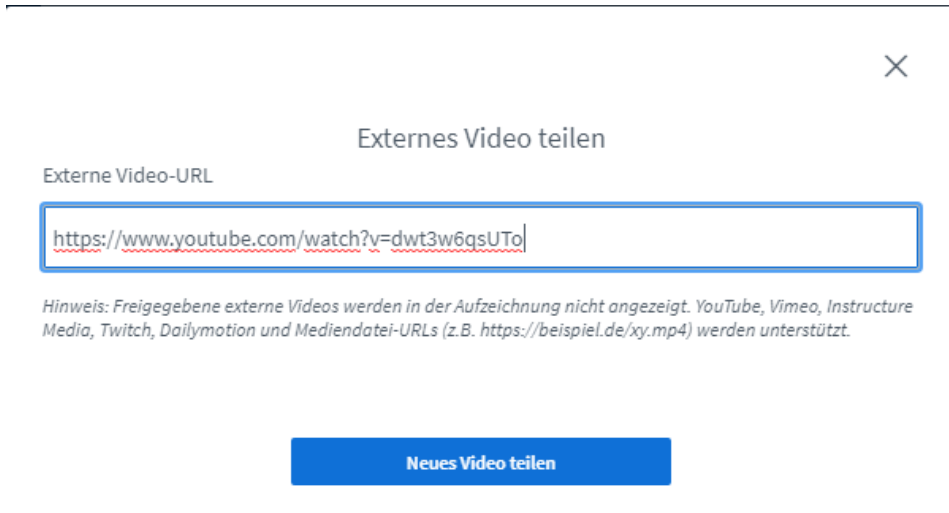 Externes Video teilen
Externe Video-URL
https://www.youtube.com/watch?v=dwt3w6qsUTo
Hinweis: Freigegebene externe Videos werden in der Aufzeichnung nicht angezeigt. YouTube, Vimeo, Instructure
Media, Twitch, Dailymotion und Mediendatei-URLs (z.B. https://beispiel.de/xy.mp4) werden unterstützt.
Neues Video teilen